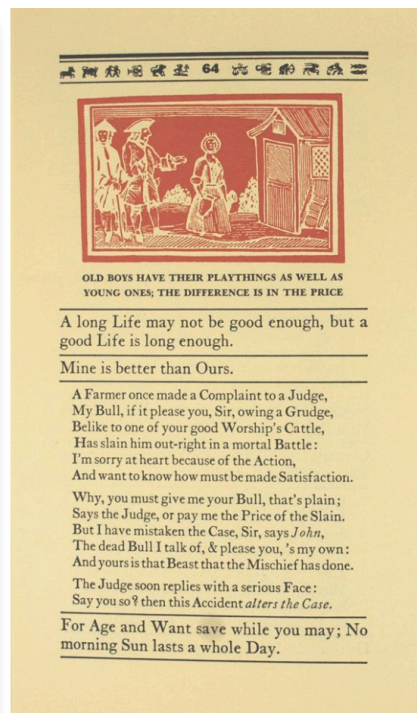 64
OLD BOYS HAVE THEIR PLAYTHINGS AS WELL AS
YOUNG ONES; THE DIFFERENCE IS IN THE PRICE
A long Life may not be good enough, but a
good Life is long enough.
Mine is better than Ours.
A Farmer once made a Complaint to a Judge,
My Bull, if it please you, Sir, owing a Grudge,
Belike to one of your good Worship's Cattle,
Has slain him out-right in a mortal Battle:
I'm sorry at heart because of the Action,
And want to know how must be made Satisfaction.
Why, you must give me your Bull, that's plain;
Says the Judge, or pay me the Price of the Slain.
But I have mistaken the Case, Sir, says John,
The dead Bull I talk of, & please you, 's my own:
And yours is that Beast that the Mischief has done.
The Judge soon replies with a serious Face:
Say you so? then this Accident alters the Case.
For Age and Want save while you may; No
morning Sun lasts a whole Day.